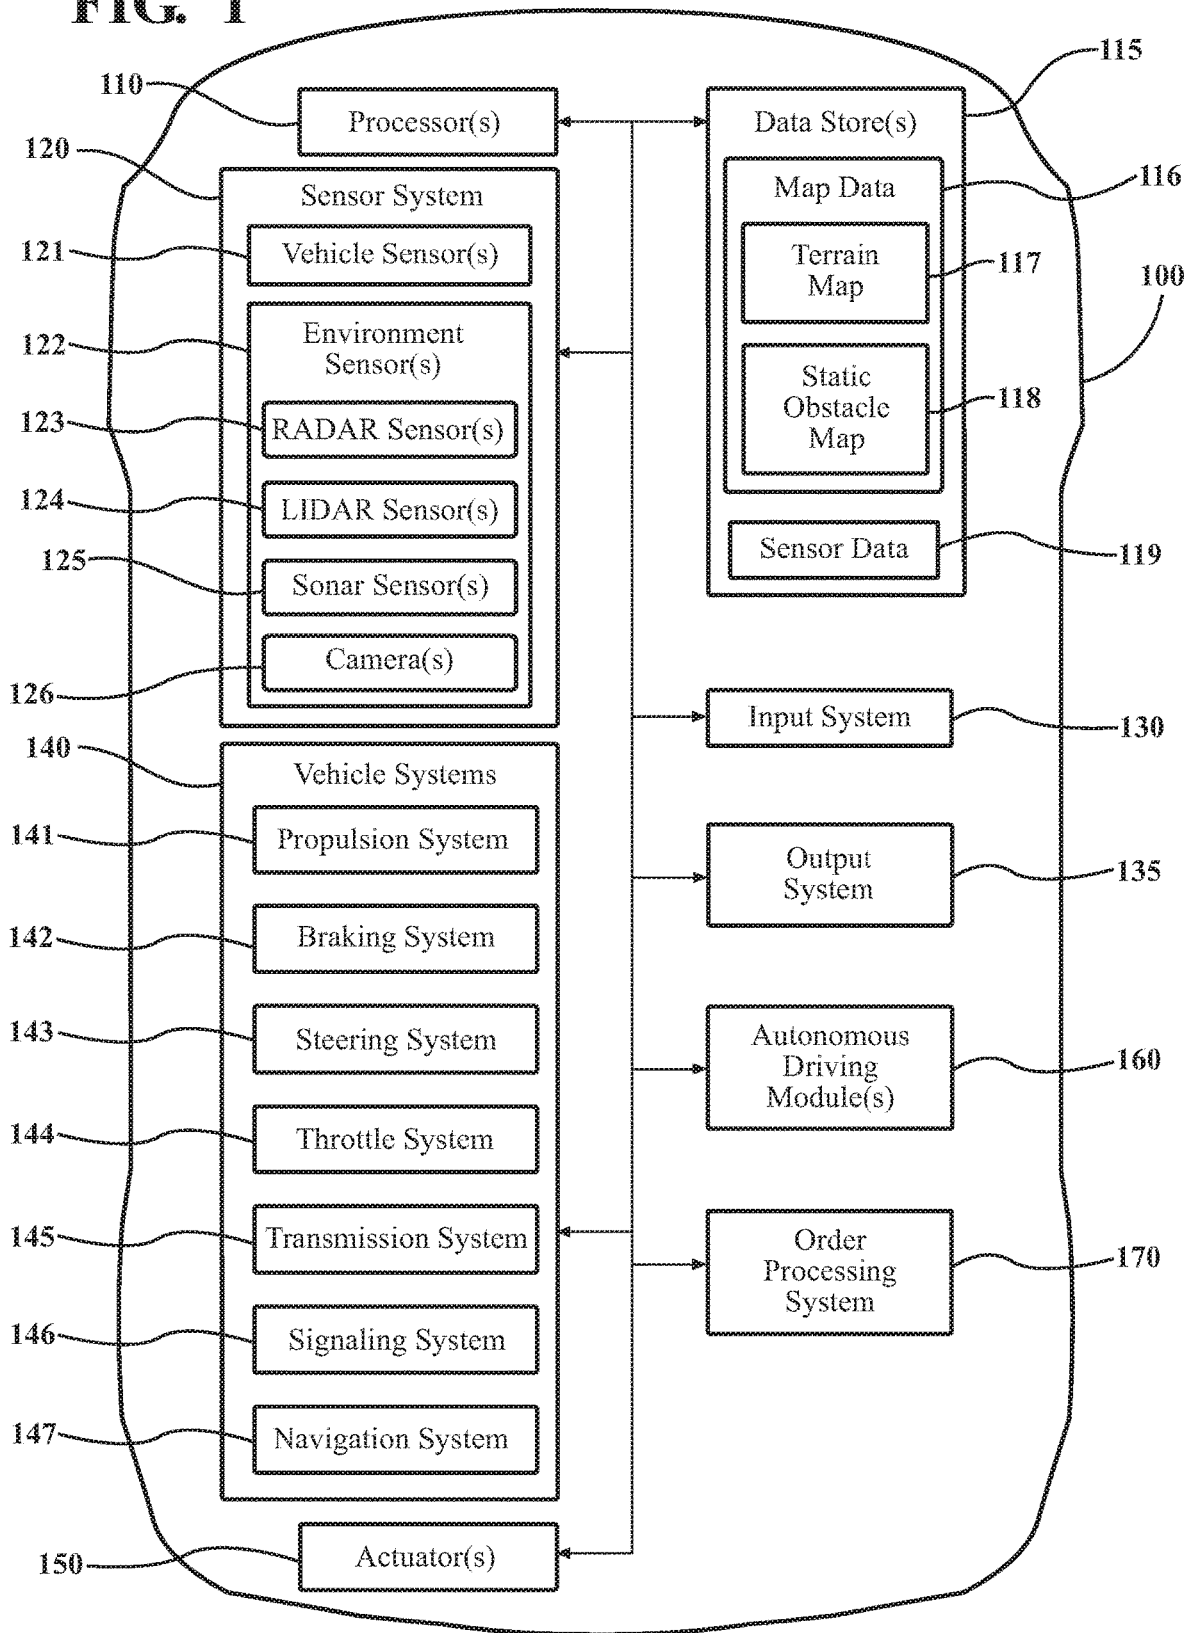 FIG. 1
110
Processor(s)
120
Sensor System
121
Vehicle Sensor(s)
122
Environment
Sensor(s)
123
RADAR Sensor(s)
124
LIDAR Sensor(s)
125
Sonar Sensor(s)
126
Camera(s)
140
Vehicle Systems
141
Propulsion System
142
Braking System
143
Steering System
144
Throttle System
145
Transmission System
146
Signaling System
147
Navigation System
150
Actuator(s)
115
Data Store(s)
116
Map Data
Terrain
Map
117
100
Static
Obstacle
Map
118
Sensor Data
119
Input System
130
Output
System
135
Autonomous
Driving
Module(s)
160
Order
Processing
System
170